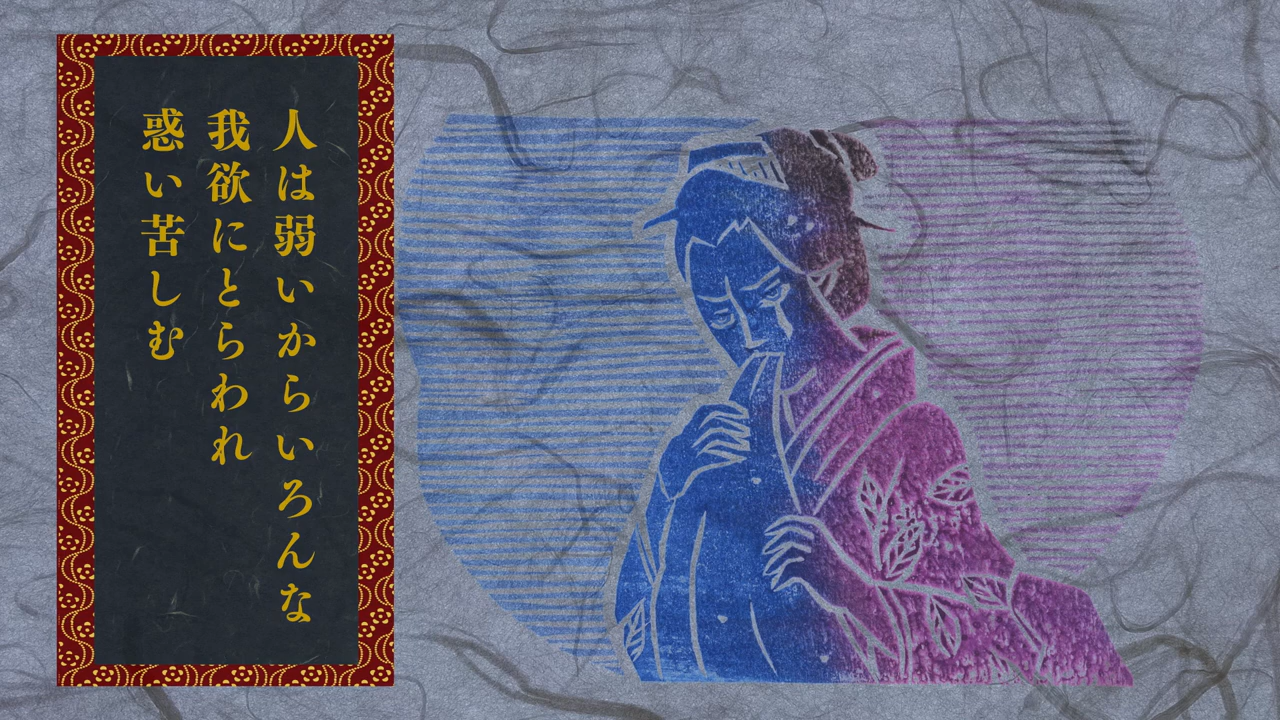 人は弱いからいろんな
我欲にとらわれ
惑い苦しむ